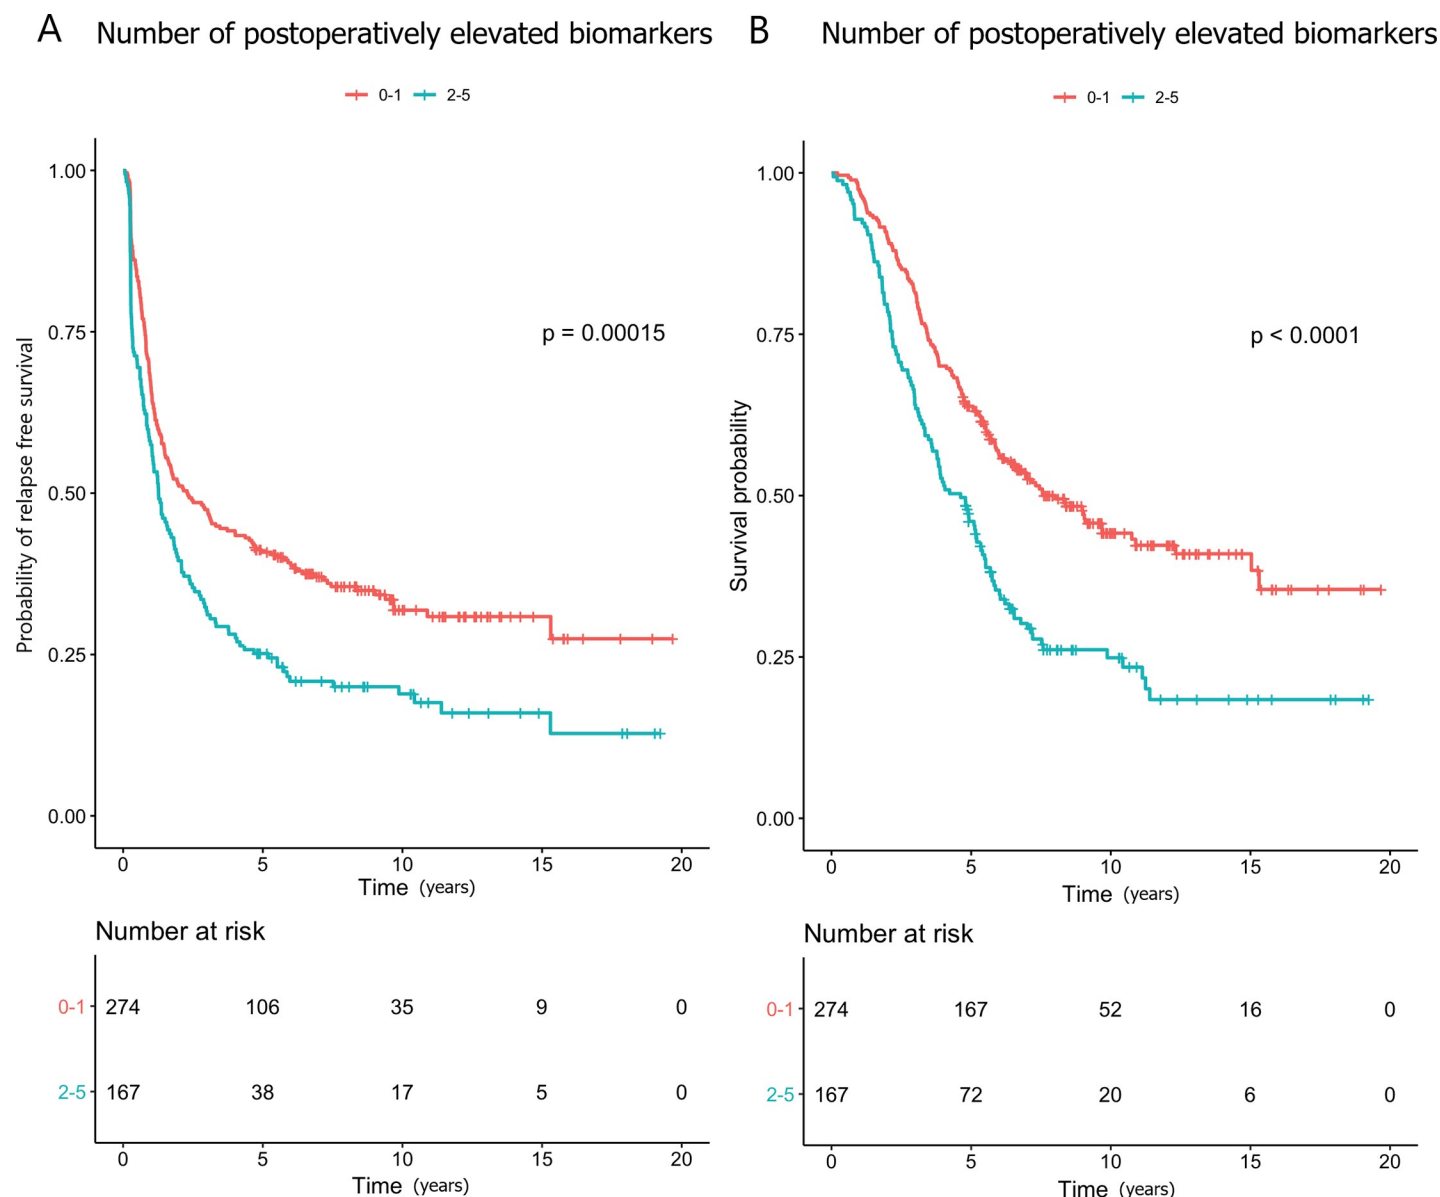 A Number of postoperatively elevated biomarkers
0-1 2-5
Probability of relapse free survival
1.00
0.75
0.50
0.25
0.00
p = 0.00015
0 5 10 15 20
Time (years)
Number at risk
0-1 274 106 35 9 0
2-5 167 38 17 5 0
0 5 10 15 20
Time (years)
B Number of postoperatively elevated biomarkers
0-1 2-5
Survival probability
1.00
0.75
0.50
0.25
0.00
p < 0.0001
0 5 10 15 20
Time (years)
Number at risk
0-1 274 167 52 16 0
2-5 167 72 20 6 0
0 5 10 15 20
Time (years)